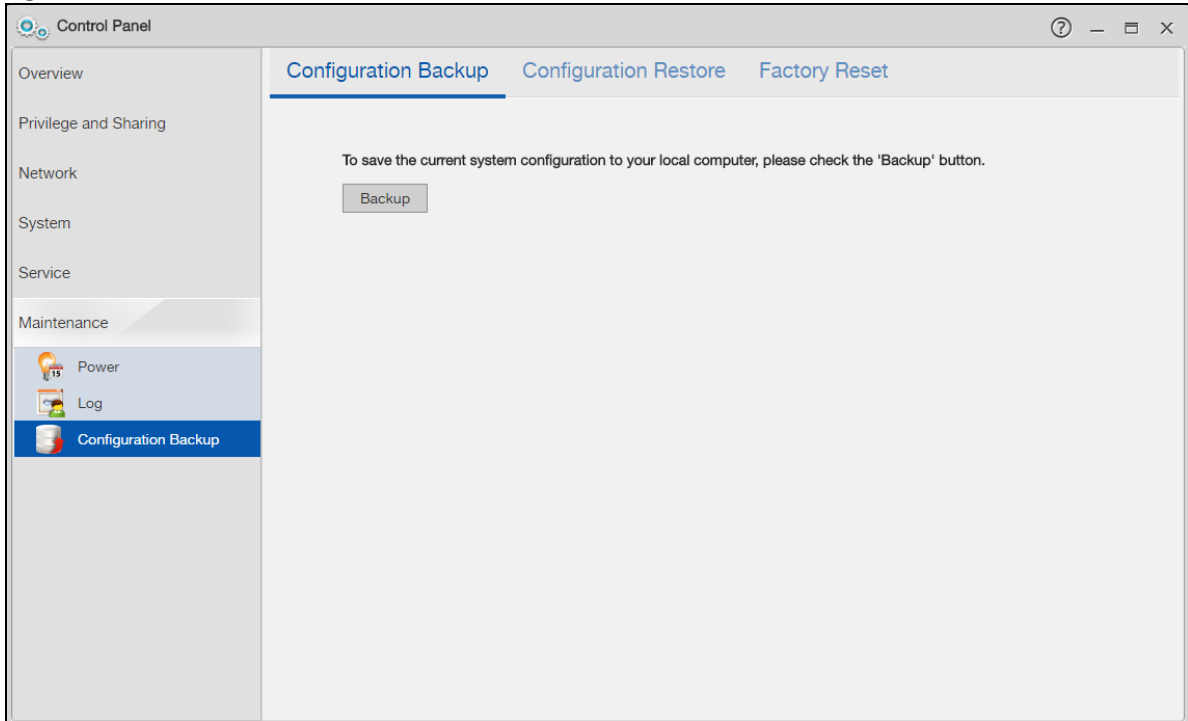 Control Panel
Overview
Privilege and Sharing
Network
System
Service
Maintenance
15
Power
Log
Configuration Backup
Configuration Backup Configuration Restore Factory Reset
To save the current system configuration to your local computer, please check the 'Backup' button.
Backup